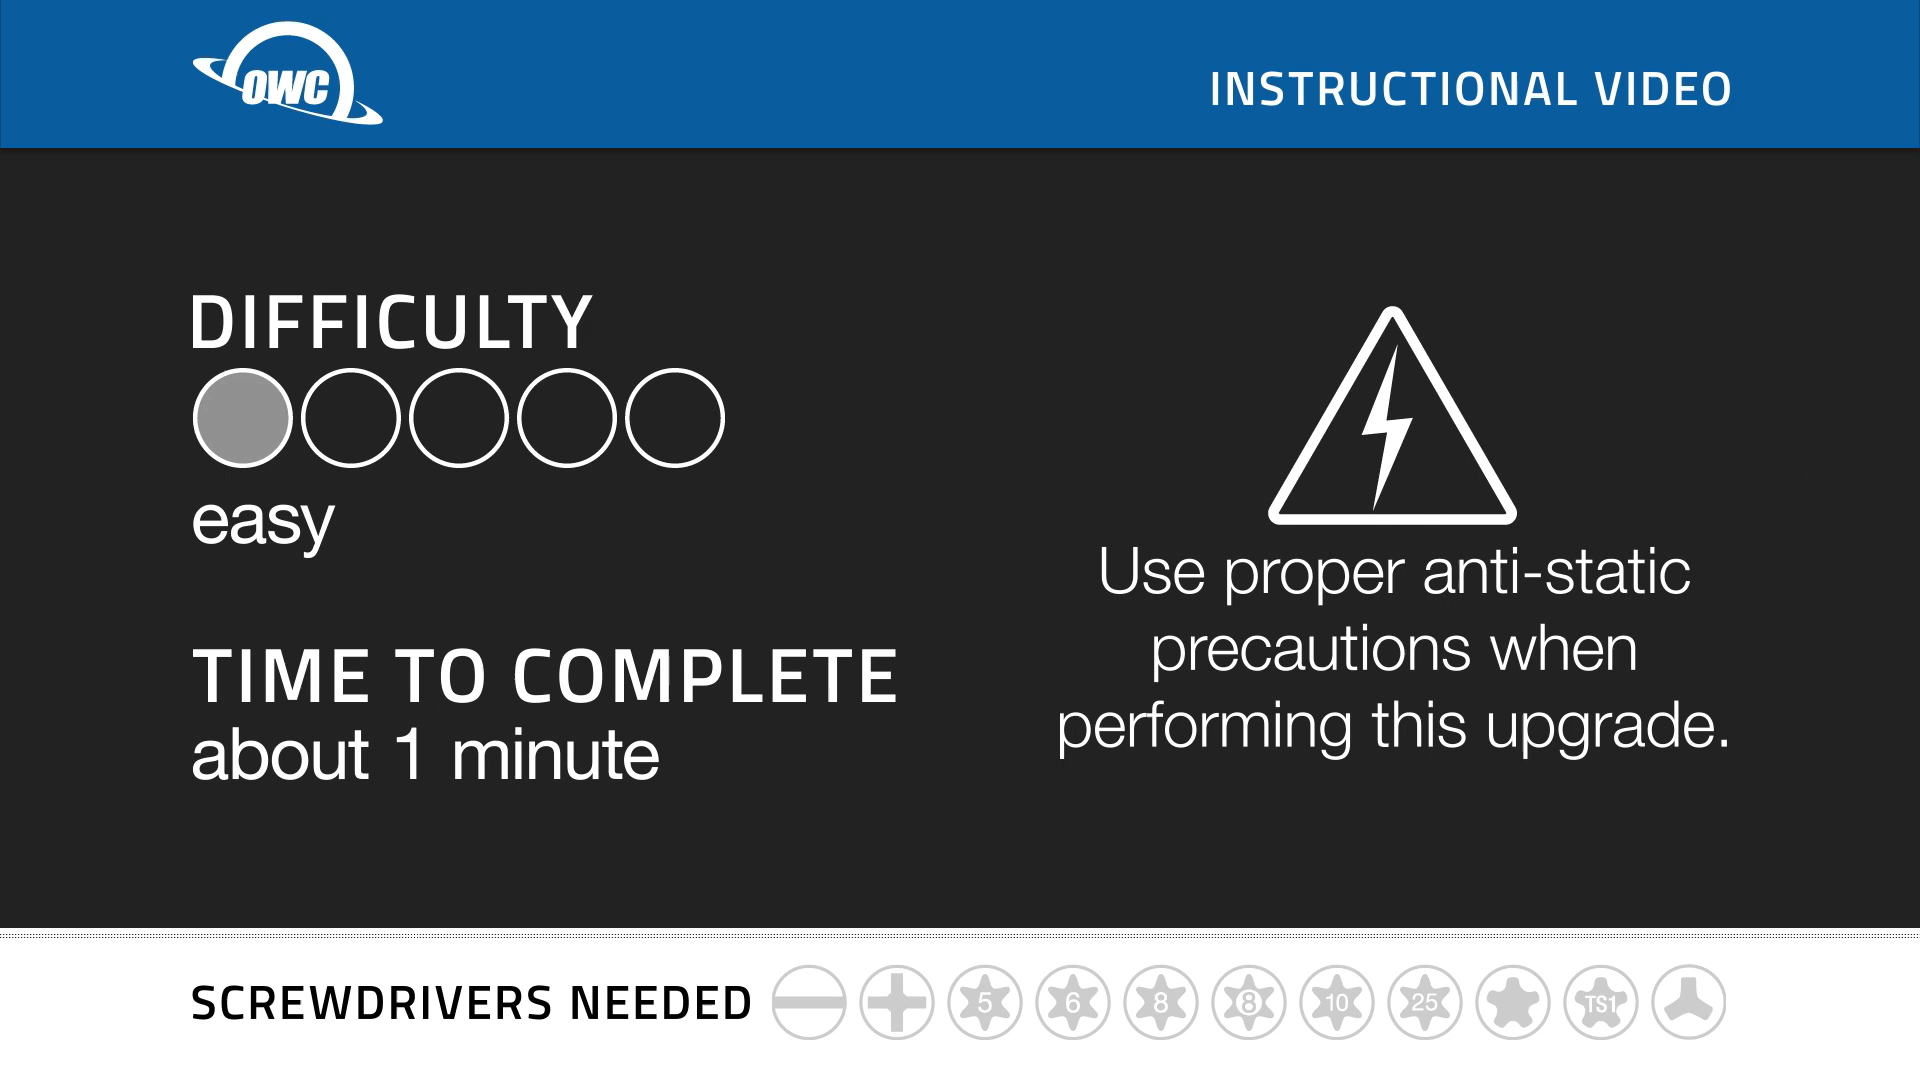 OWC
INSTRUCTIONAL VIDEO
DIFFICULTY
easy
TIME TO COMPLETE
about 1 minute
Use proper anti-static
precautions when
performing this upgrade.
SCREWDRIVERS NEEDED
5 6 8 8 10 25 TS1